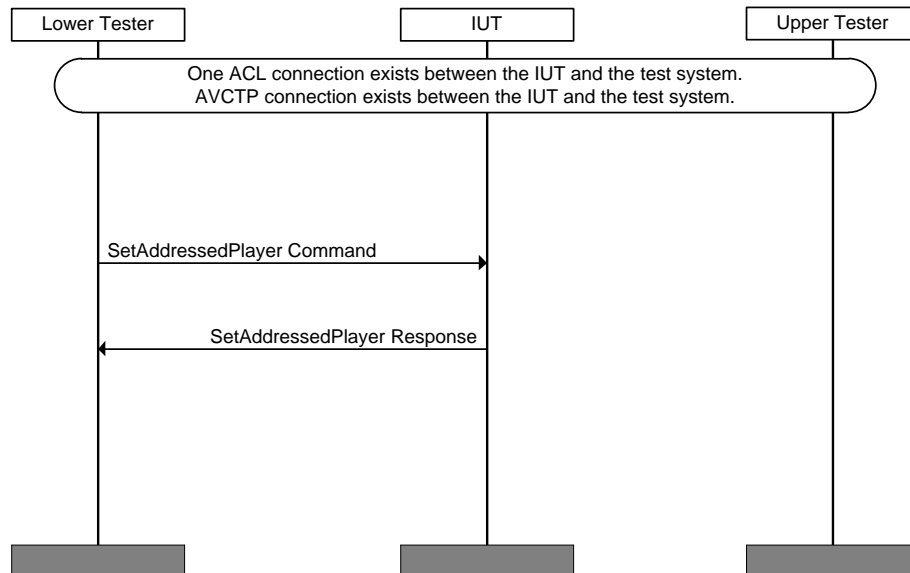 Lower Tester
IUT
Upper Tester
One ACL connection exists between the IUT and the test system.
AVCTP connection exists between the IUT and the test system.
SetAddressedPlayer Command
SetAddressedPlayer Response